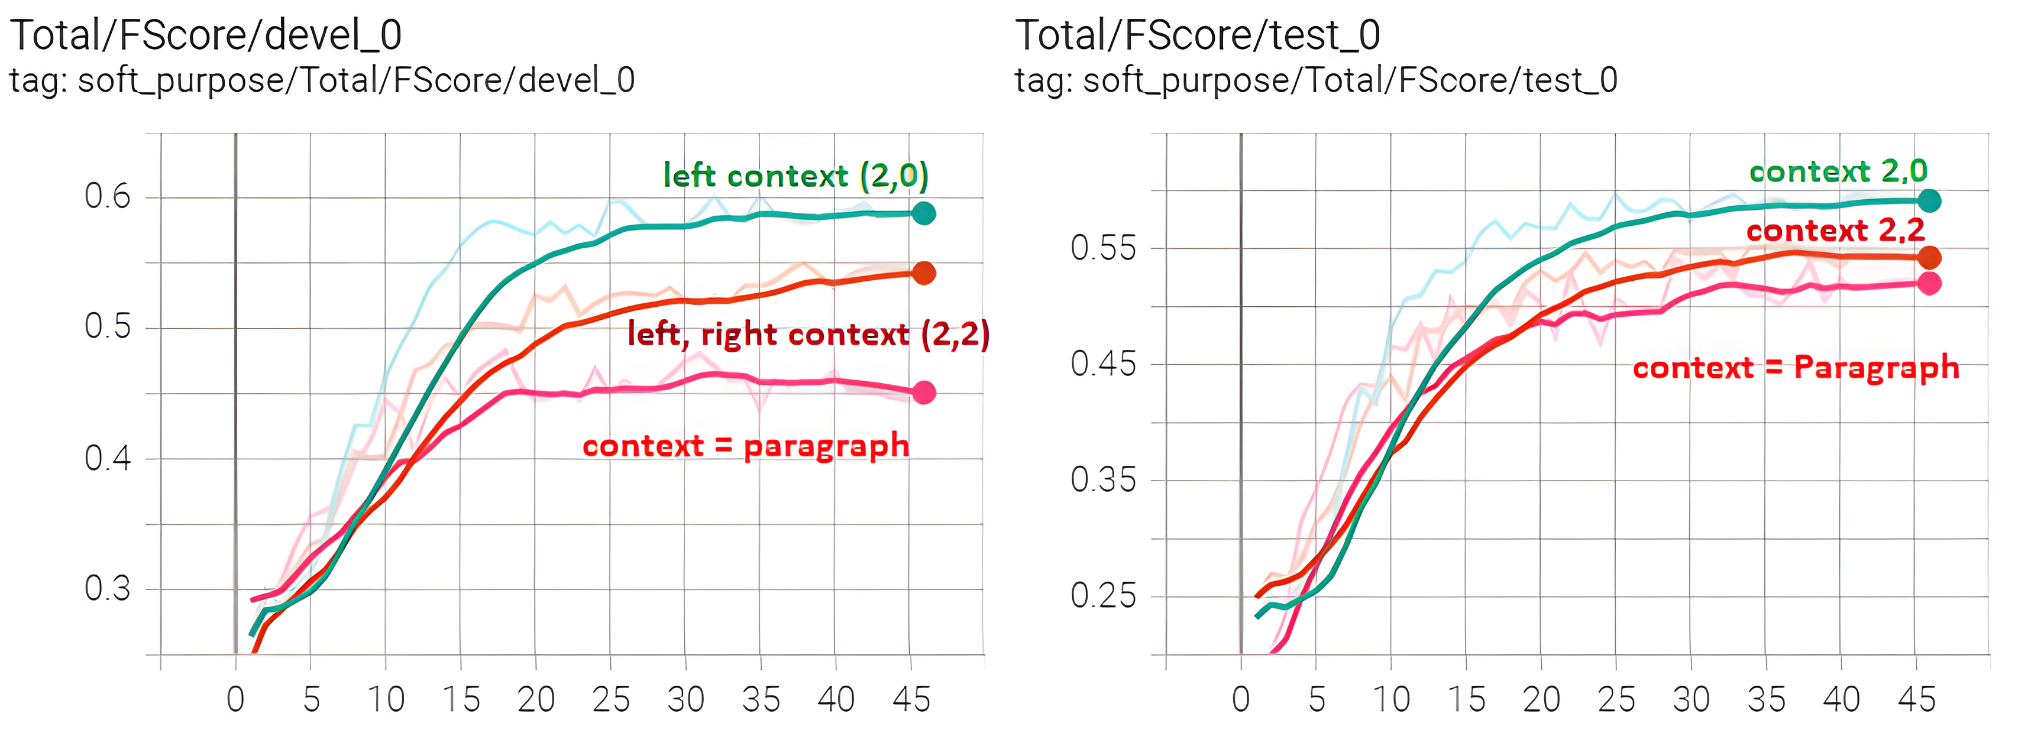 Total/FScore/devel_0
tag: soft_purpose/Total/FScore/devel_0
left context (2,0)
left, right context (2,2)
context = paragraph
0.6
0.5
0.4
0.3
0 5 10 15 20 25 30 35 40 45
Total/FScore/test_0
tag: soft_purpose/Total/FScore/test_0
context 2,0
context 2,2
context = Paragraph
0.55
0.45
0.35
0.25
0 5 10 15 20 25 30 35 40 45